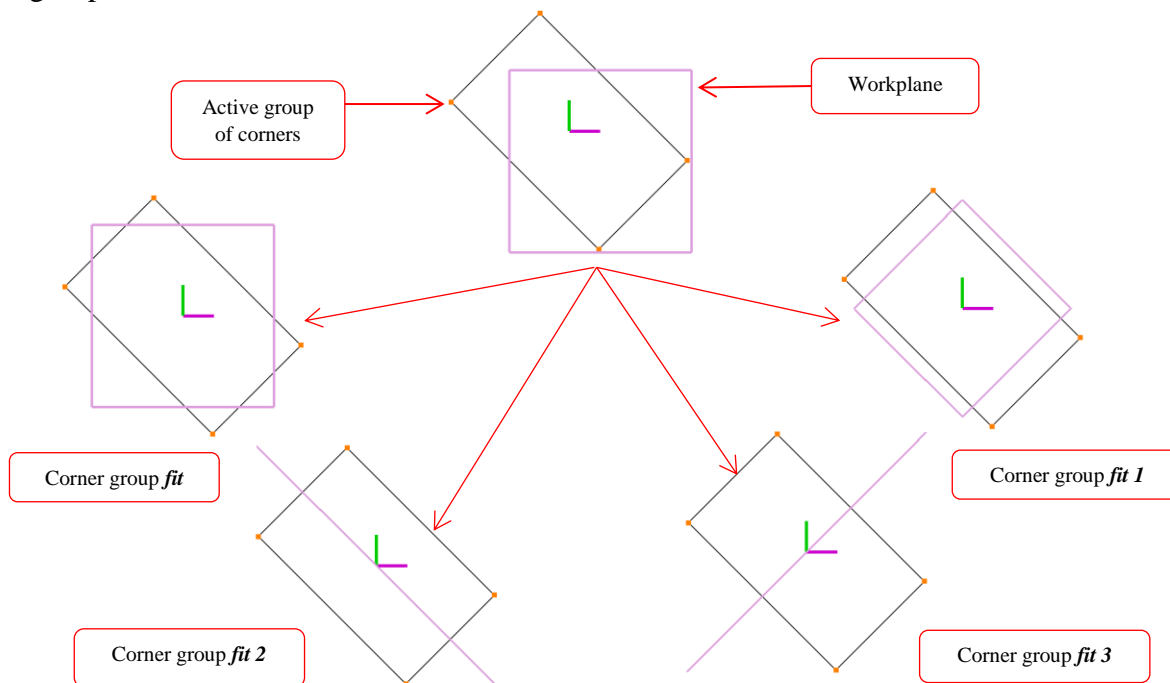 Active group
of corners
Workplane
Corner group fit
Corner group fit 1
Corner group fit 2
Corner group fit 3